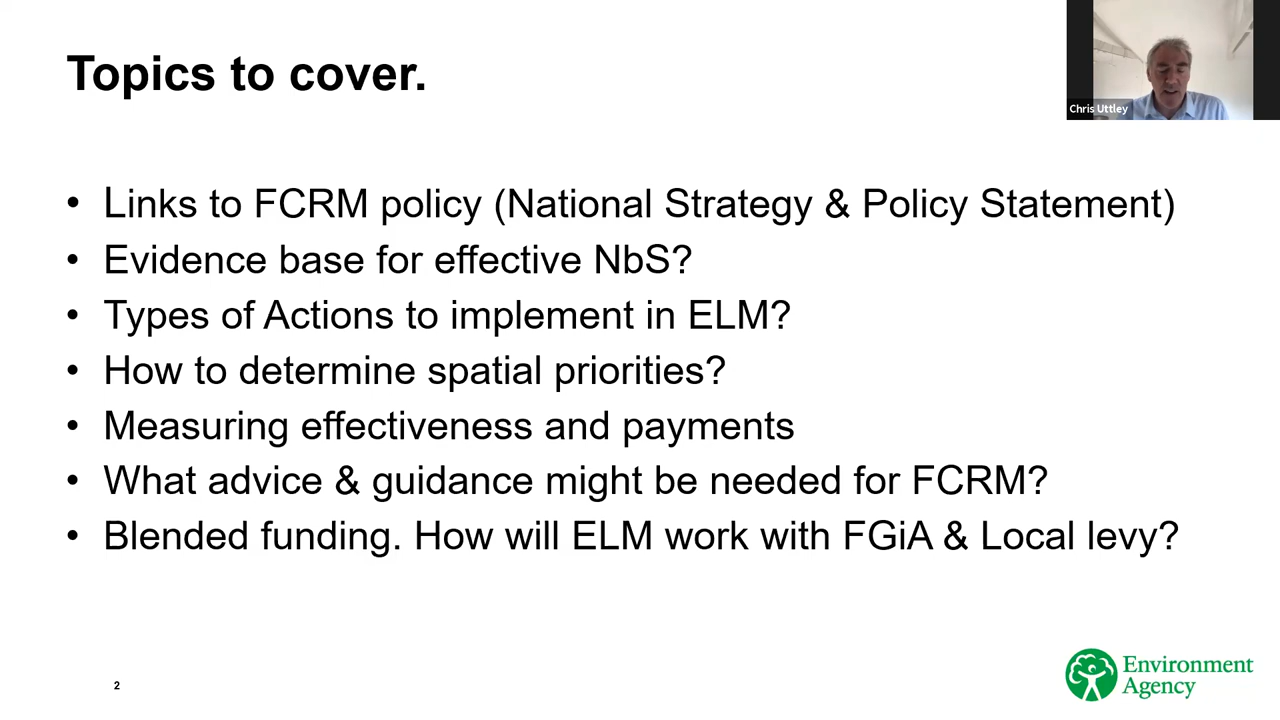 Topics to cover.
Chris Uttley
• Links to FCRM policy (National Strategy & Policy Statement)
• Evidence base for effective NbS?
• Types of Actions to implement in ELM?
• How to determine spatial priorities?
• Measuring effectiveness and payments
• What advice & guidance might be needed for FCRM?
• Blended funding. How will ELM work with FGiA & Local levy?
2
Environment
Agency